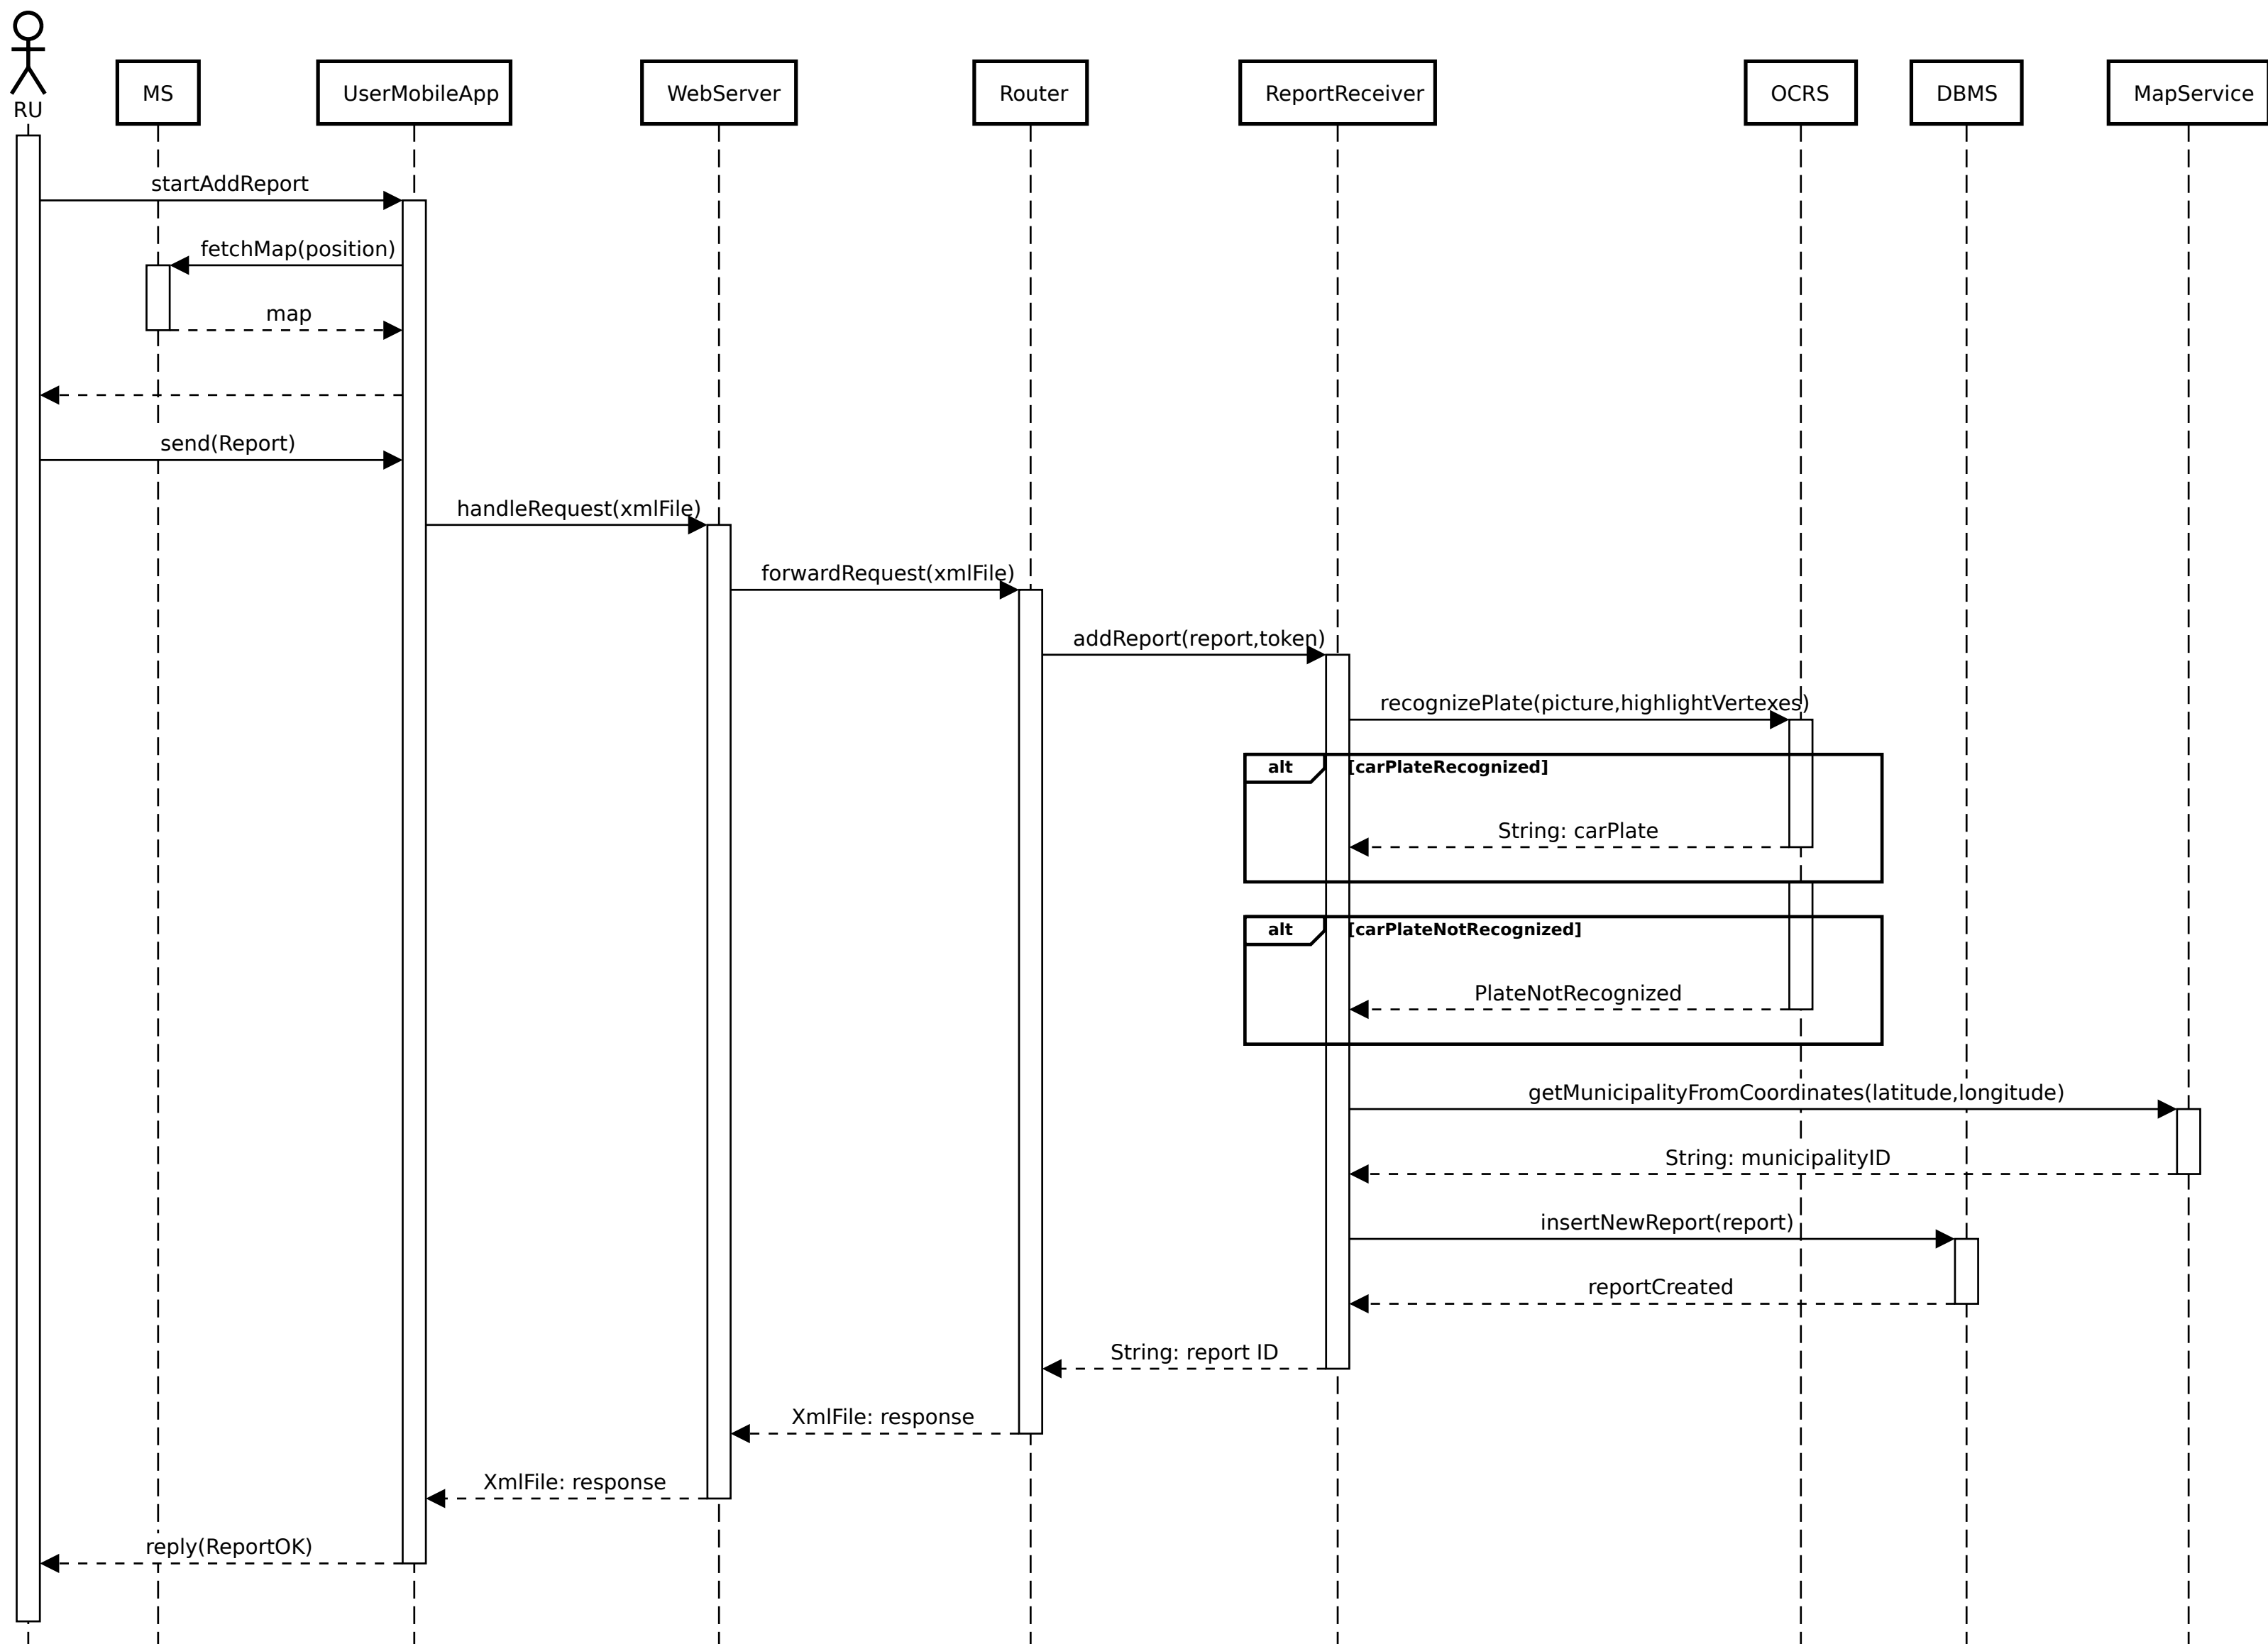 RU
MS
UserMobileApp
WebServer
Router
ReportReceiver
OCRS
DBMS
MapService
startAddReport
fetchMap(position)
map
send(Report)
handleRequest(xmlFile)
forwardRequest(xmlFile)
addReport(report,token)
recognizePlate(picture,highlightVertexes)
alt [carPlateRecognized]
String: carPlate
alt [carPlateNotRecognized]
PlateNotRecognized
getMunicipalityFromCoordinates(latitude,longitude)
String: municipalityID
insertNewReport(report)
reportCreated
String: report ID
XmlFile: response
XmlFile: response
reply(ReportOK)